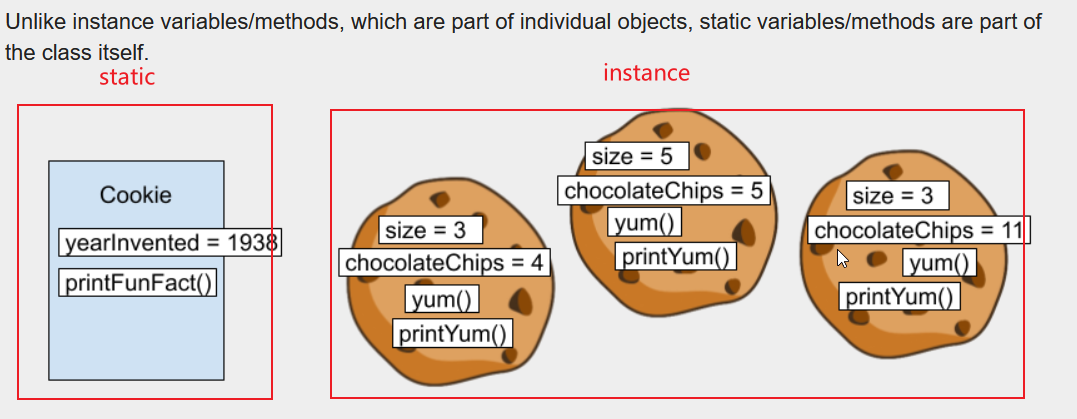 Unlike instance variables/methods, which are part of individual objects, static variables/methods are part of
the class itself.
static
instance
Cookie
yearInvented = 1938
printFunFact()
size = 3
chocolateChips = 4
yum()
printYum()
size = 5
chocolateChips = 5
yum()
printYum()
size = 3
chocolateChips = 11
yum()
printYum()